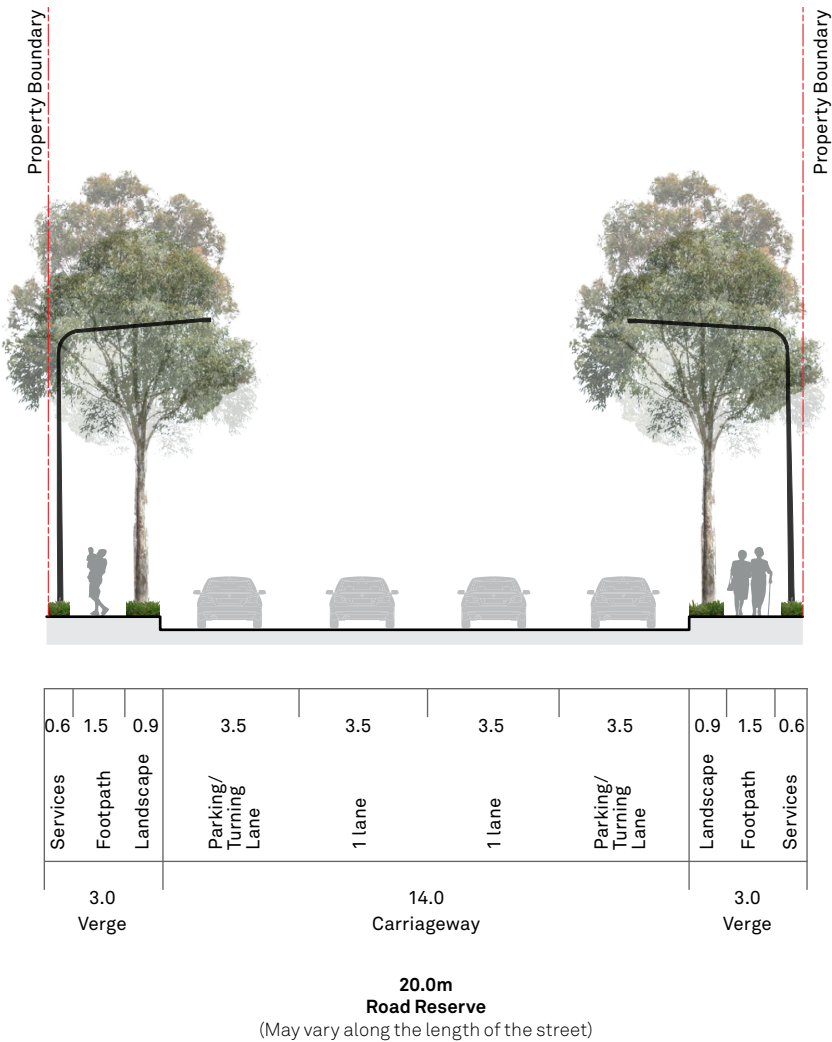 Property Boundary
Property Boundary
0.6 1.5 0.9 3.5 3.5 3.5 3.5 0.9 1.5 0.6
Services
Footpath
Landscape
Parking/
Turning
Lane
1 lane
1 lane
Parking/
Turning
Lane
Landscape
Footpath
Services
3.0
Verge
14.0
Carriageway
3.0
Verge
20.0m
Road Reserve
(May vary along the length of the street)